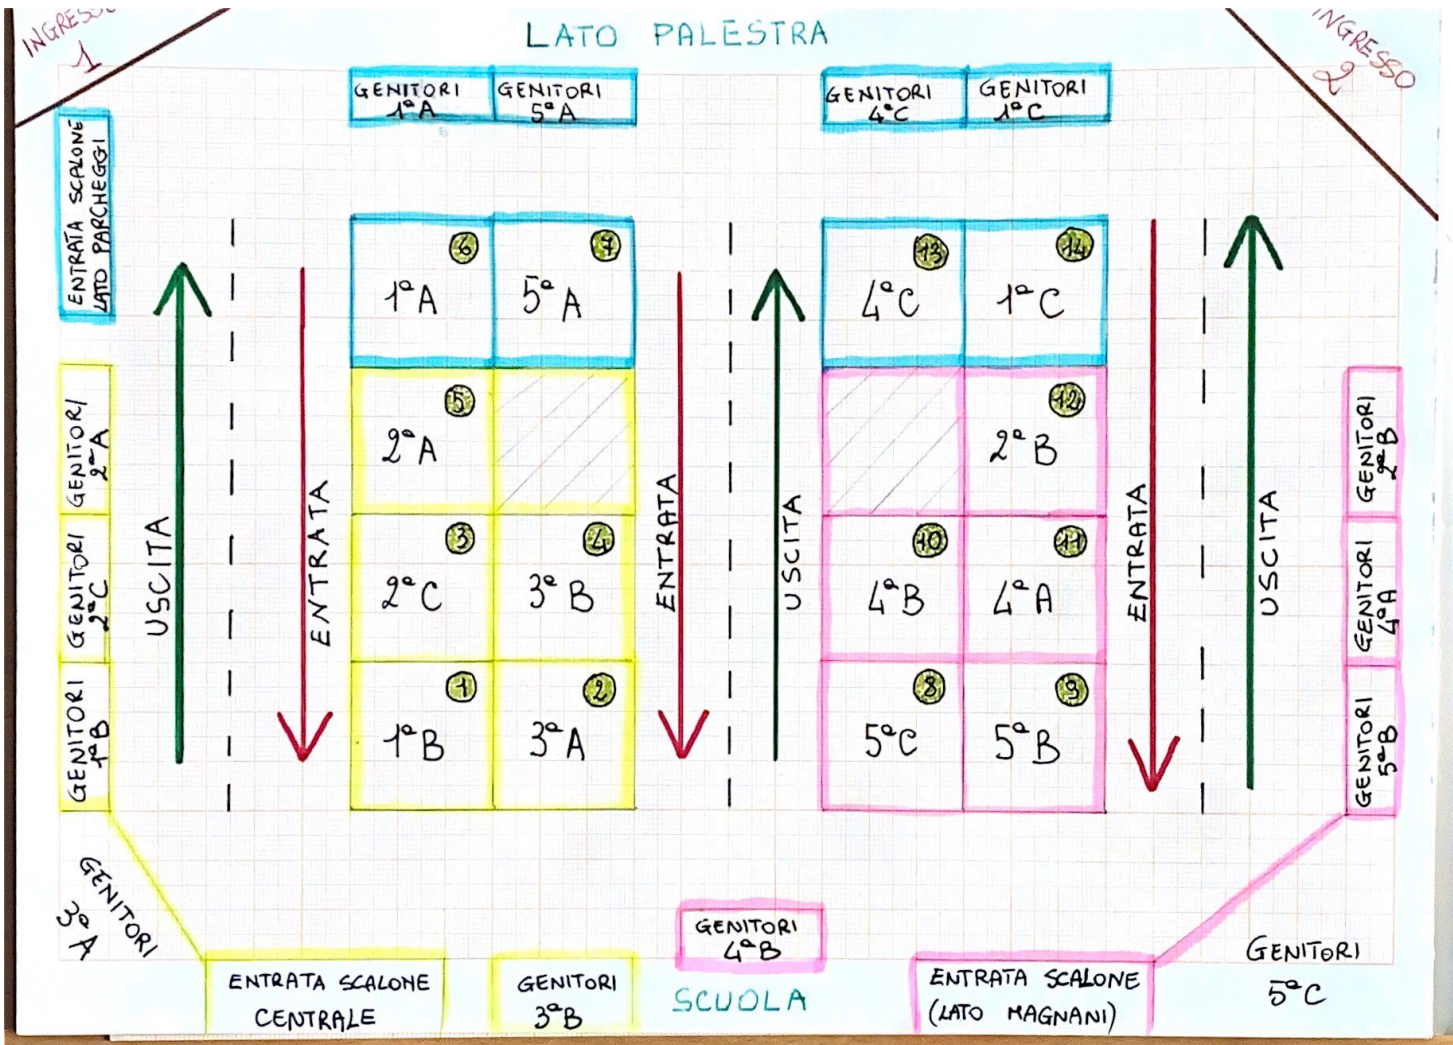 INGRESSO
1
LATO PALESTRA
INGRESSO
2
GENITORI
1ªA
GENITORI
5ªA
GENITORI
4ªC
GENITORI
1ªC
ENTRATA SCALONE
LATO PARCHEGGI
6
1ªA
7
5ªA
13
4ªC
14
1ªC
GENITORI
2ªA
5
2ªA
12
2ªB
GENITORI
2ªB
USCITA
ENTRATA
ENTRATA
USCITA
ENTRATA
USCITA
GENITORI
2ªC
3
2ªC
4
3ªB
10
4ªB
11
4ªA
GENITORI
4ªA
GENITORI
1ªB
1
1ªB
2
3ªA
8
5ªC
9
5ªB
GENITORI
5ªB
GENITORI
3ªA
ENTRATA SCALONE
CENTRALE
GENITORI
3ªB
GENITORI
4ªB
SCUOLA
ENTRATA SCALONE
(LATO MAGNANI)
GENITORI
5ªC